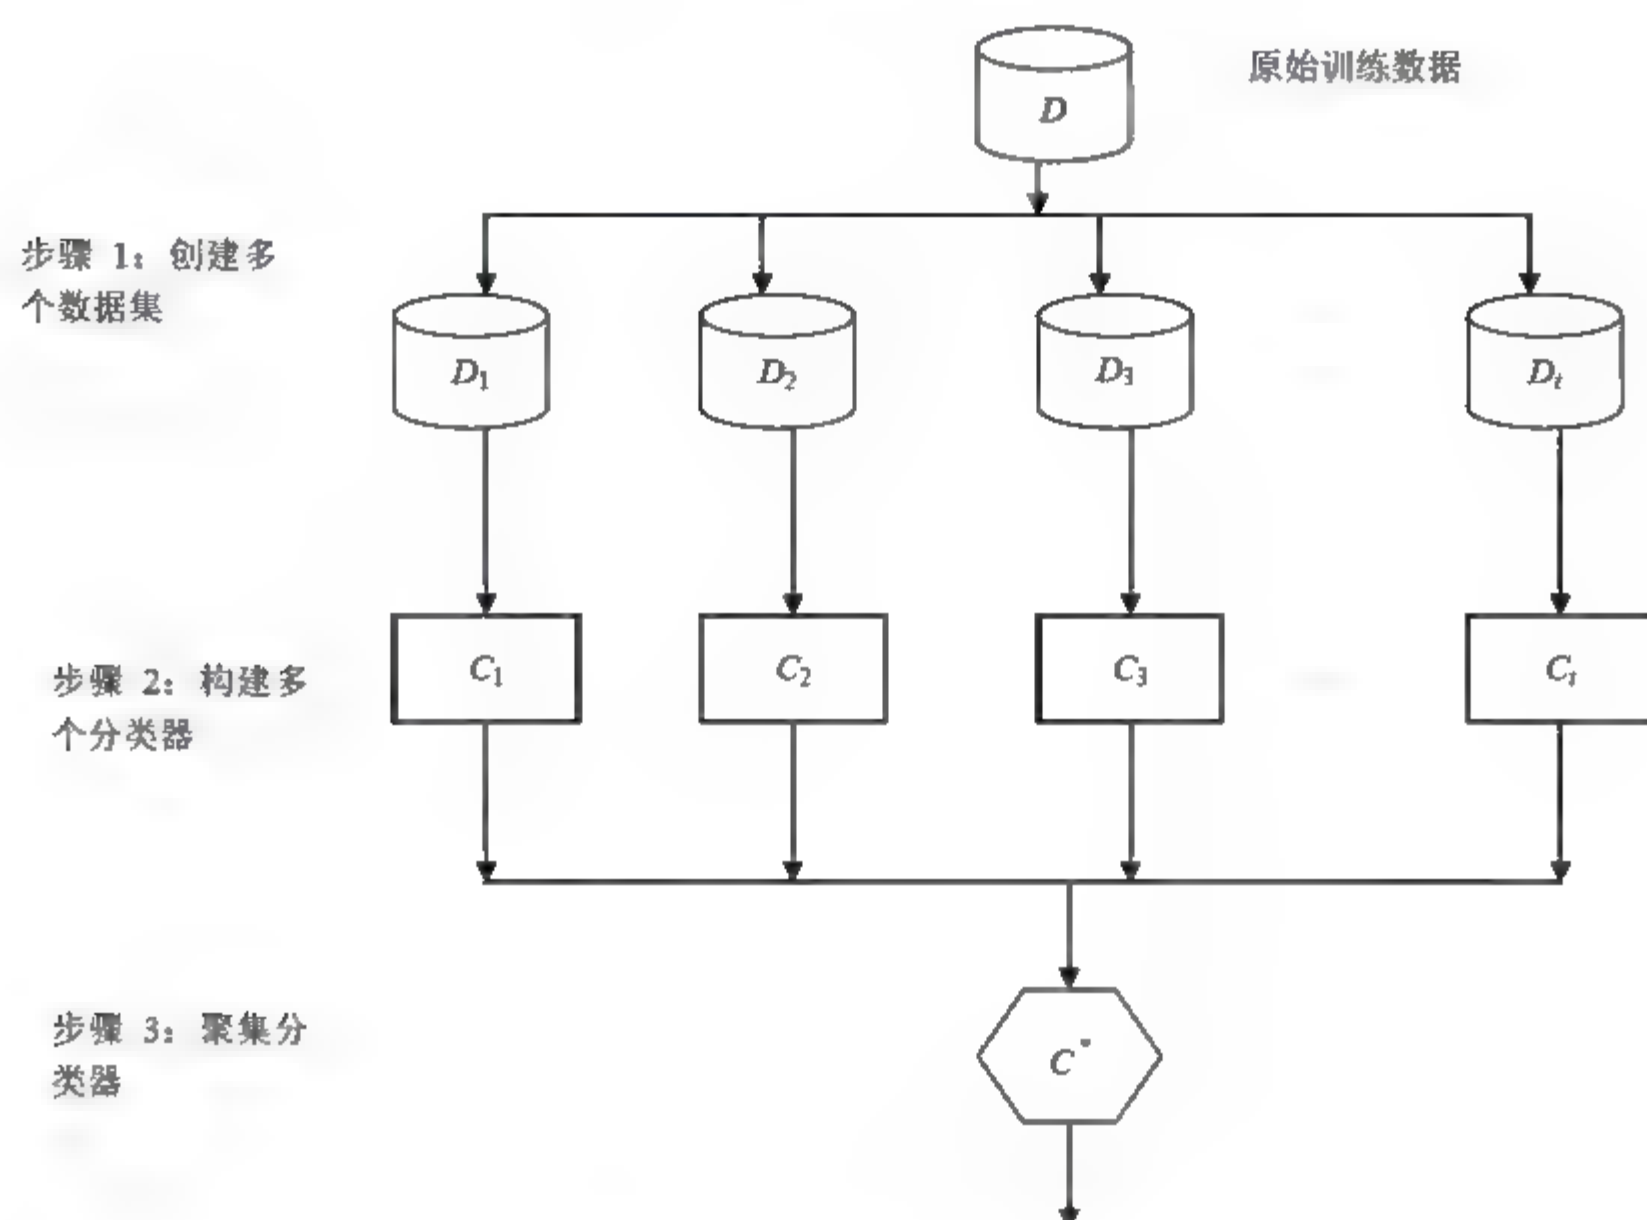 原始训练数据
D
步骤 1：创建多
个数据集
D₁
D₂
D₃
Dₜ
步骤 2：构建多
个分类器
C₁
C₂
C₃
Cₜ
步骤 3：聚集分
类器
C*